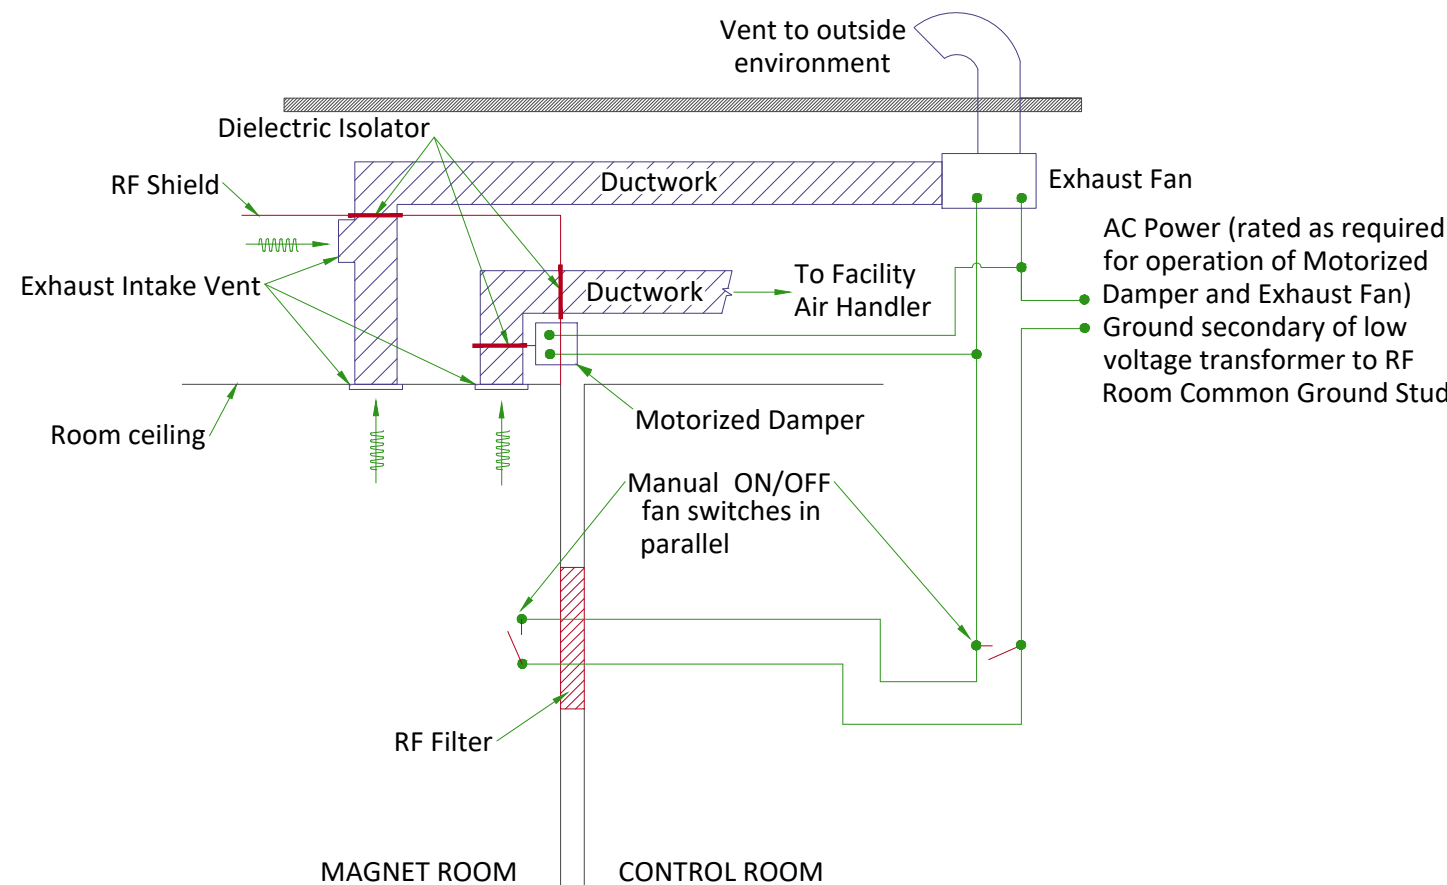 Vent to outside
environment
Dielectric Isolator
RF Shield
Ductwork
Exhaust Fan
AC Power (rated as required
for operation of Motorized
Damper and Exhaust Fan)
Ground secondary of low
voltage transformer to RF
Room Common Ground Stud
Exhaust Intake Vent
Ductwork
To Facility
Air Handler
Room ceiling
Motorized Damper
Manual ON/OFF
fan switches in
parallel
RF Filter
MAGNET ROOM
CONTROL ROOM